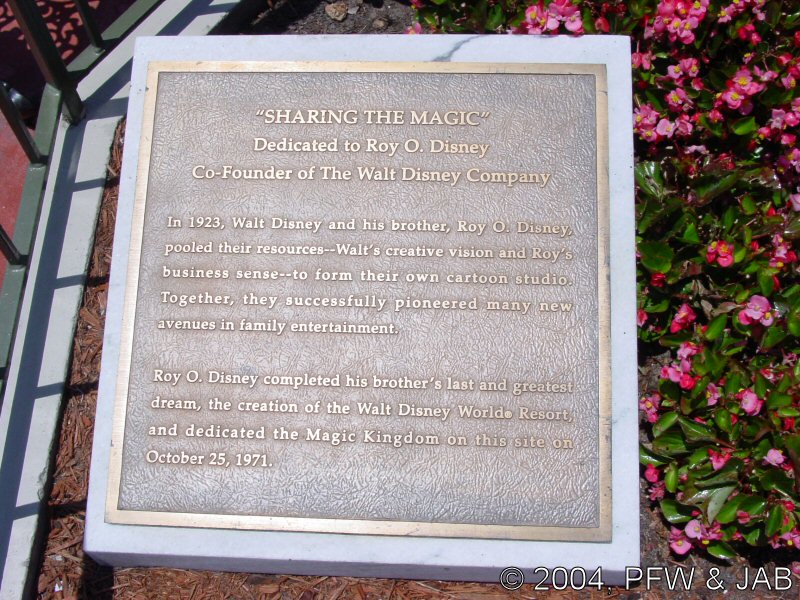 “SHARING THE MAGIC”
Dedicated to Roy O. Disney
Co-Founder of The Walt Disney Company
In 1923, Walt Disney and his brother, Roy O. Disney,
pooled their resources--Walt's creative vision and Roy's
business sense--to form their own cartoon studio.
Together, they successfully pioneered many new
avenues in family entertainment.
Roy O. Disney completed his brother's last and greatest
dream, the creation of the Walt Disney World® Resort,
and dedicated the Magic Kingdom on this site on
October 25, 1971.
© 2004, PFW & JAB